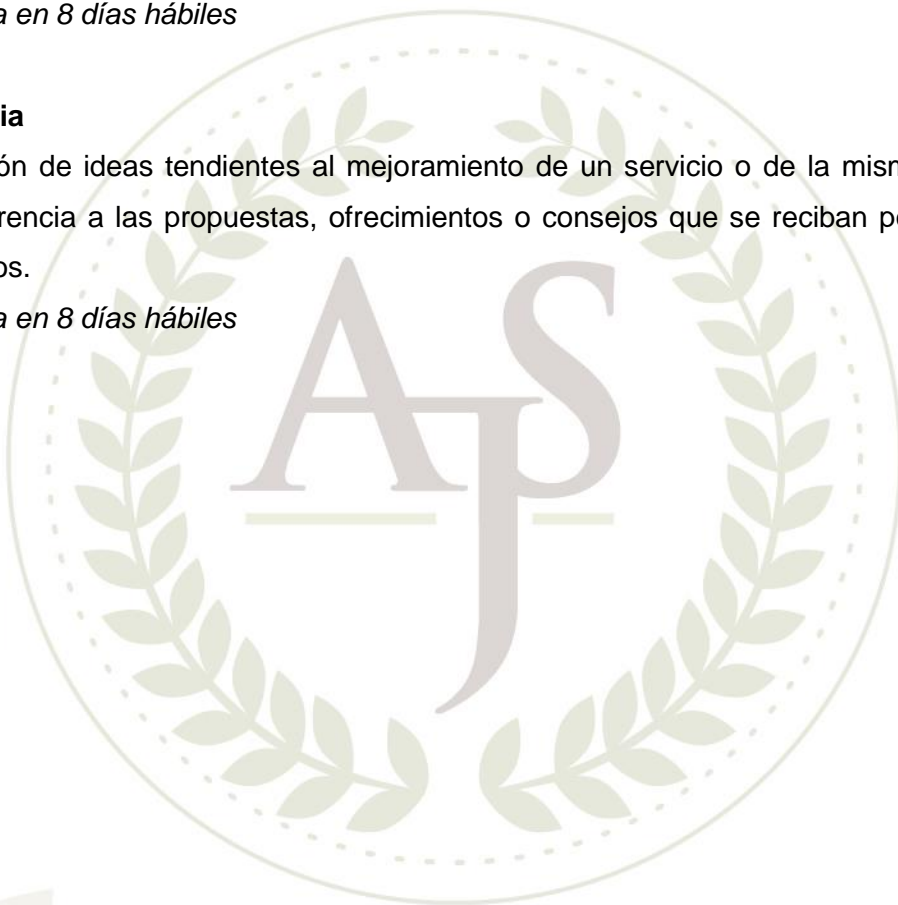 a en 8 días hábiles
ia
ón de ideas tendientes al mejoramiento de un servicio o de la mism
rencia a las propuestas, ofrecimientos o consejos que se reciban po
os.
a en 8 días hábiles
AJS